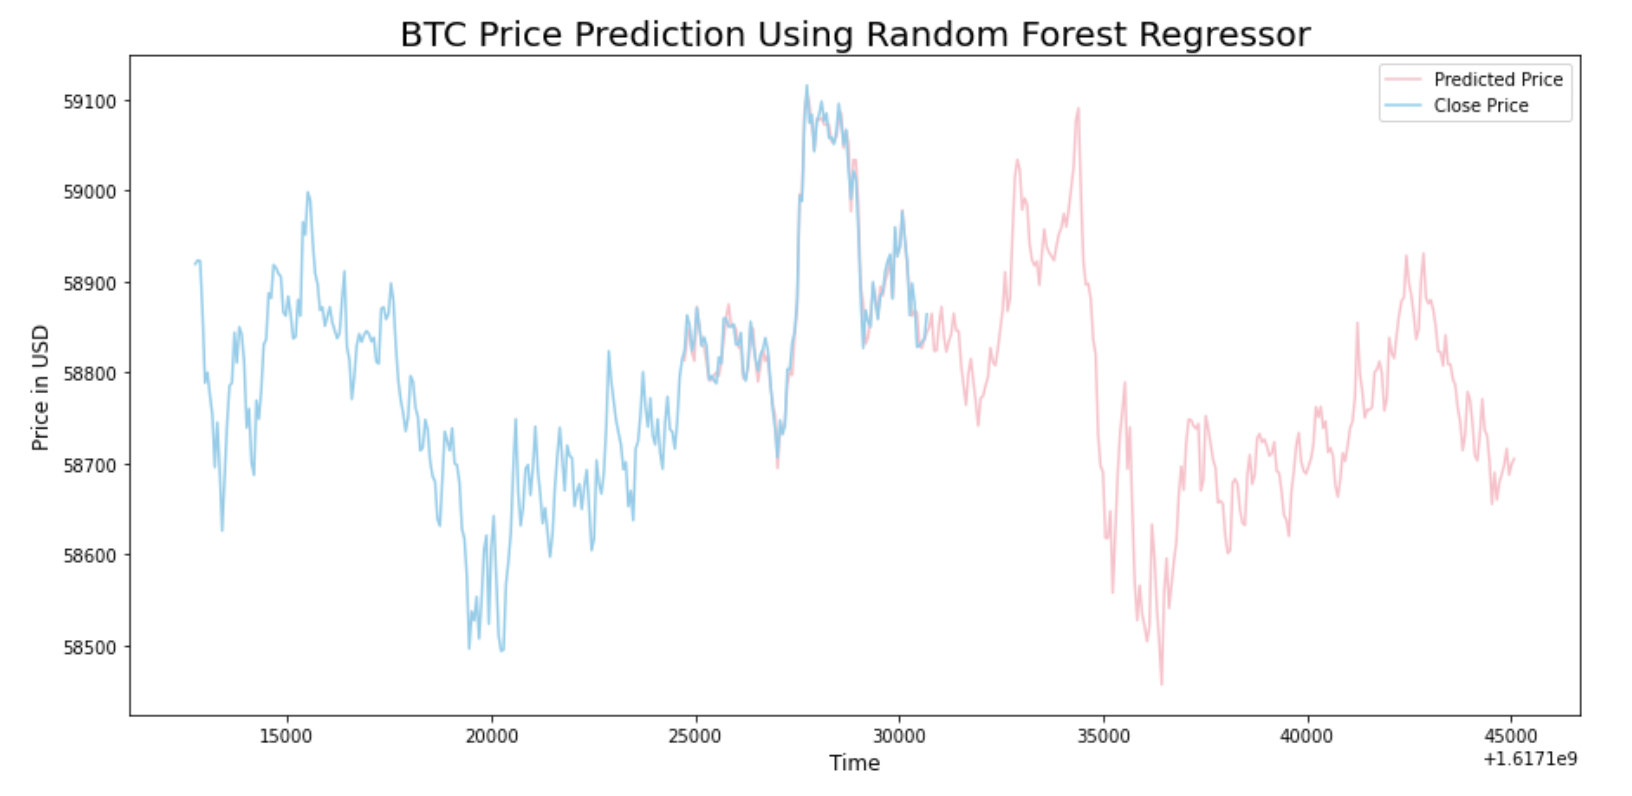 BTC Price Prediction Using Random Forest Regressor
Predicted Price
Close Price
Price in USD
59100
59000
58900
58800
58700
58600
58500
15000 20000 25000 30000 35000 40000 45000
+1.6171e9
Time